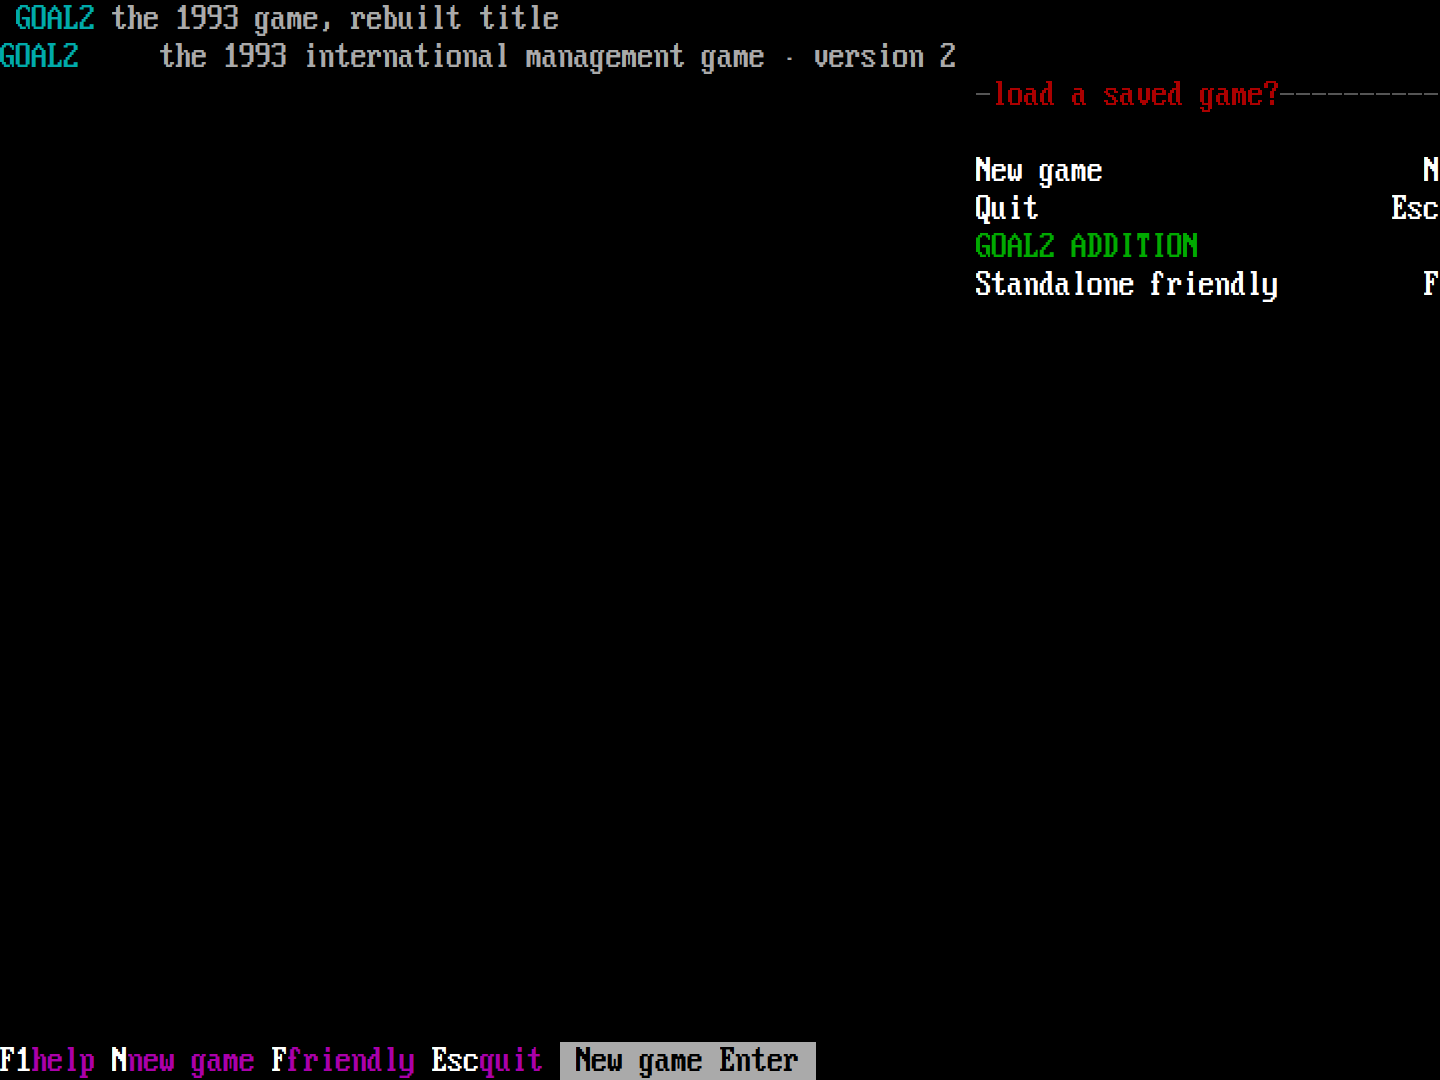 GOAL2 the 1993 game, rebuilt title
GOAL2 the 1993 international management game · version 2
load a saved game?
New game N
Quit Esc
GOAL2 ADDITION
Standalone friendly F
F1help Nnew game Ffriendly Escquit New game Enter